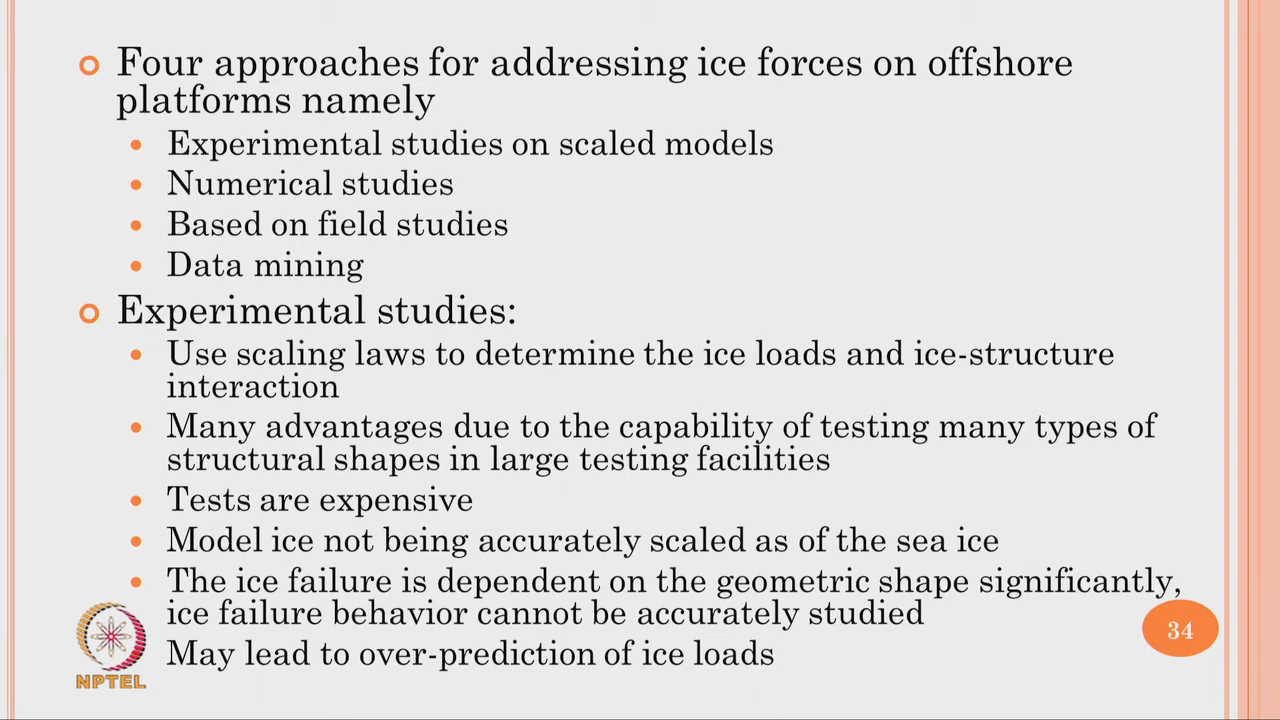 Four approaches for addressing ice forces on offshore
platforms namely
Experimental studies on scaled models
Numerical studies
Based on field studies
Data mining
Experimental studies:
Use scaling laws to determine the ice loads and ice-structure
interaction
Many advantages due to the capability of testing many types of
structural shapes in large testing facilities
Tests are expensive
Model ice not being accurately scaled as of the sea ice
The ice failure is dependent on the geometric shape significantly,
ice failure behavior cannot be accurately studied
May lead to over-prediction of ice loads
34
NPTEL